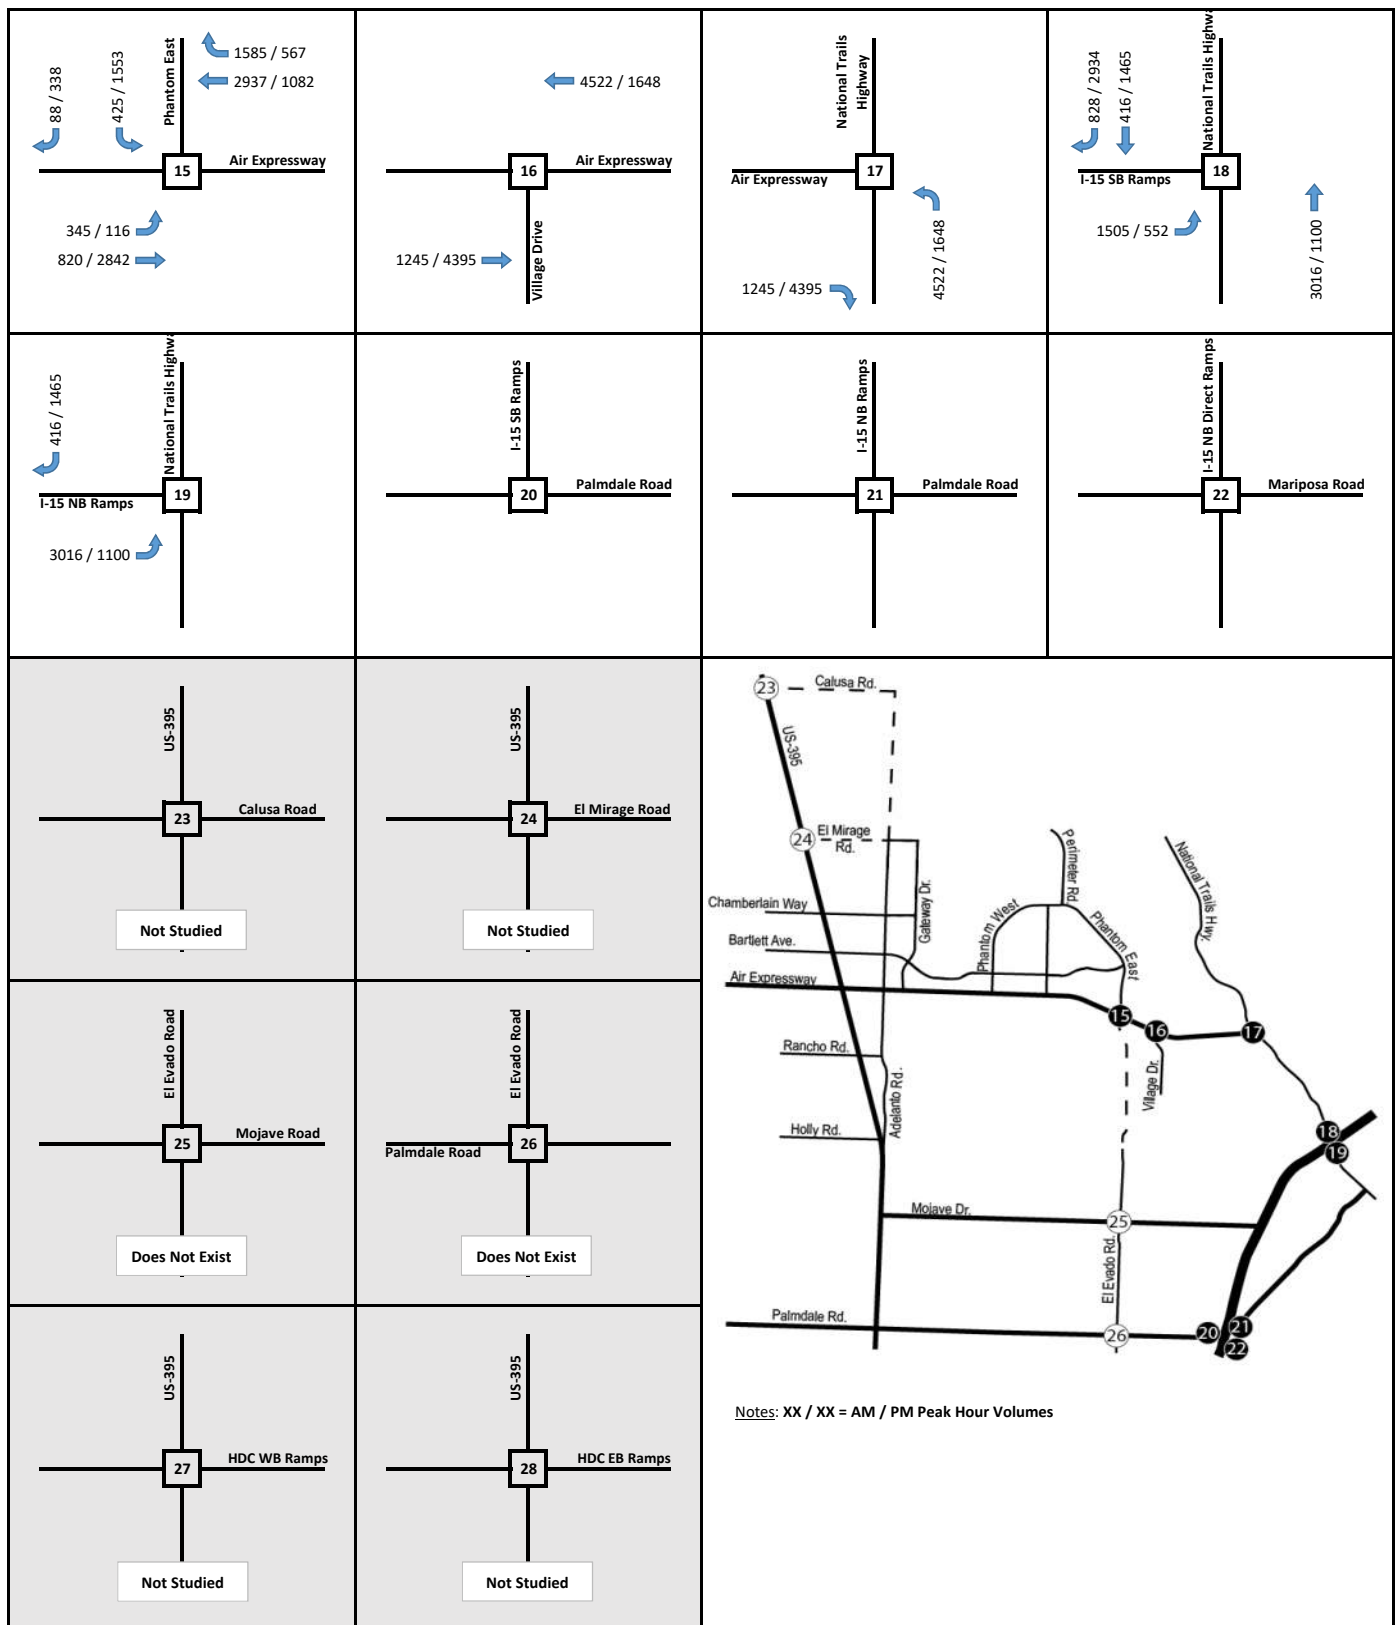 88 / 338
425 / 1553
Phantom East
1585 / 567
2937 / 1082
15
Air Expressway
345 / 116
820 / 2842
4522 / 1648
16
Air Expressway
1245 / 4395
Village Drive
National Trails
Highway
Air Expressway
17
1245 / 4395
4522 / 1648
828 / 2934
416 / 1465
National Trails Highw
I-15 SB Ramps
18
1505 / 552
3016 / 1100
416 / 1465
National Trails Highw
I-15 NB Ramps
19
3016 / 1100
I-15 SB Ramps
20
Palmdale Road
I-15 NB Ramps
21
Palmdale Road
I-15 NB Direct Ramps
22
Mariposa Road
US-395
23
Calusa Road
Not Studied
US-395
24
El Mirage Road
Not Studied
El Evado Road
25
Mojave Road
Does Not Exist
El Evado Road
Palmdale Road
26
Does Not Exist
US-395
27
HDC WB Ramps
Not Studied
US-395
28
HDC EB Ramps
Not Studied
23
Calusa Rd.
US-395
24
El Mirage
Rd.
Perimeter Rd
National Trails Hwy.
Chamberlain Way
Gateway Dr.
Phantom West
Phantom East
Bartlett Ave.
Air Expressway
15
16
17
Rancho Rd.
Village Dr.
Adelanto Rd.
Holly Rd.
18
19
Mojave Dr.
25
El Evado Rd.
Palmdale Rd.
26
20
21
22
Notes: XX / XX = AM / PM Peak Hour Volumes